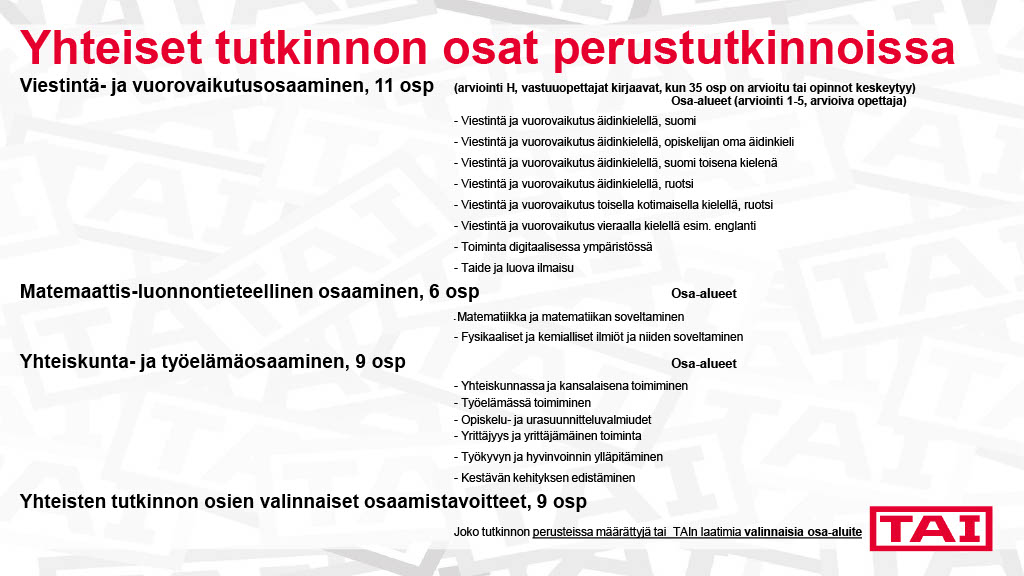 Yhteiset tutkinnon osat perustutkinnoissa
Viestintä- ja vuorovaikutusosaaminen, 11 osp
(arviointi H, vastuuopettajat kirjaavat, kun 35 osp on arvioitu tai opinnot keskeytyy)
Osa-alueet (arviointi 1-5, arvioiva opettaja)
- Viestintä ja vuorovaikutus äidinkielellä, suomi
- Viestintä ja vuorovaikutus äidinkielellä, opiskelijan oma äidinkieli
- Viestintä ja vuorovaikutus äidinkielellä, suomi toisena kielenä
- Viestintä ja vuorovaikutus äidinkielellä, ruotsi
- Viestintä ja vuorovaikutus toisella kotimaisella kielellä, ruotsi
- Viestintä ja vuorovaikutus vieraalla kielellä esim. englanti
- Toiminta digitaalisessa ympäristössä
- Taide ja luova ilmaisu
Matemaattis-luonnontieteellinen osaaminen, 6 osp
Osa-alueet
- Matematiikka ja matematiikan soveltaminen
- Fysikaaliset ja kemialliset ilmiöt ja niiden soveltaminen
Yhteiskunta- ja työelämäosaaminen, 9 osp
Osa-alueet
- Yhteiskunnassa ja kansalaisena toimiminen
- Työelämässä toimiminen
- Opiskelu- ja urasuunnitteluvalmiudet
- Yrittäjyys ja yrittäjämäinen toiminta
- Työkyvyn ja hyvinvoinnin ylläpitäminen
- Kestävän kehityksen edistäminen
Yhteisten tutkinnon osien valinnaiset osaamistavoitteet, 9 osp
Joko tutkinnon perusteissa määrättyjä tai TAIn laatimia valinnaisia osa-aluite
TAI